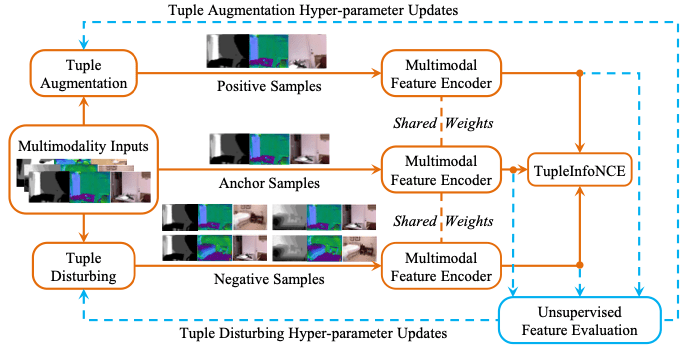 Tuple Augmentation Hyper-parameter Updates
Tuple
Augmentation
Positive Samples
Multimodal
Feature Encoder
Shared Weights
Multimodality Inputs
Anchor Samples
Multimodal
Feature Encoder
TupleInfoNCE
Shared Weights
Tuple
Disturbing
Negative Samples
Multimodal
Feature Encoder
Unsupervised
Feature Evaluation
Tuple Disturbing Hyper-parameter Updates